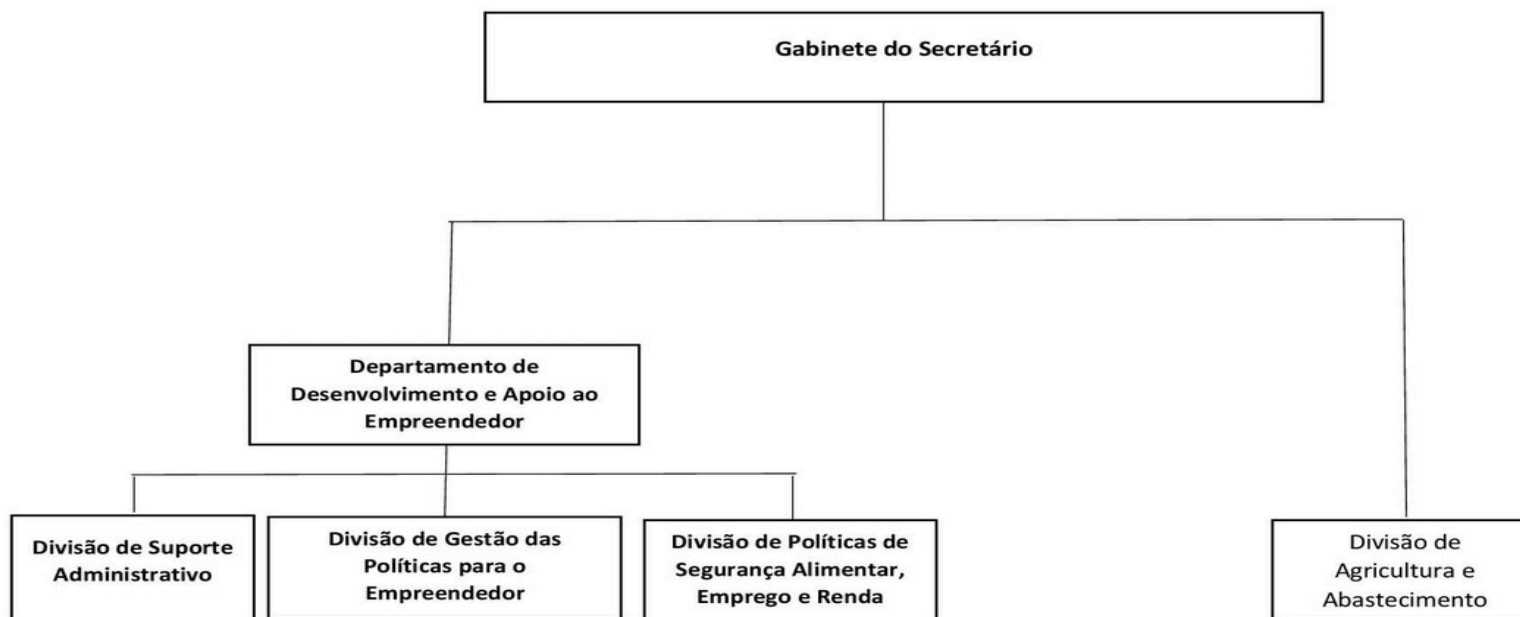 Gabinete do Secretário
Departamento de
Desenvolvimento e Apoio ao
Empreendedor
Divisão de Suporte
Administrativo
Divisão de Gestão das
Políticas para o
Empreendedor
Divisão de Políticas de
Segurança Alimentar,
Emprego e Renda
Divisão de
Agricultura e
Abastecimento